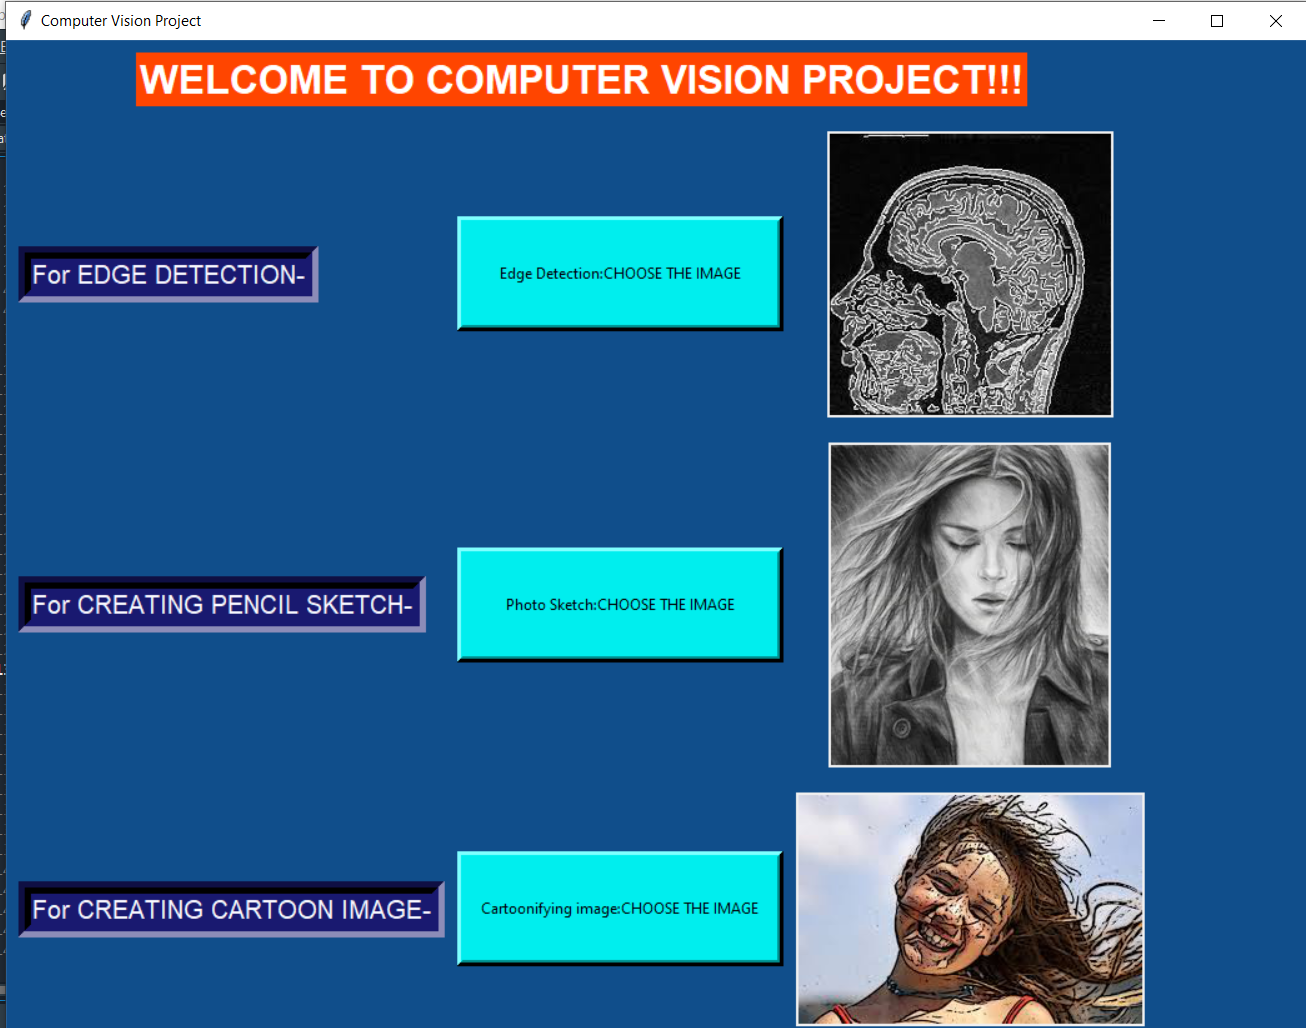 Computer Vision Project
WELCOME TO COMPUTER VISION PROJECT!!!
For EDGE DETECTION-
Edge Detection:CHOOSE THE IMAGE
For CREATING PENCIL SKETCH-
Photo Sketch:CHOOSE THE IMAGE
For CREATING CARTOON IMAGE-
Cartoonifying image:CHOOSE THE IMAGE